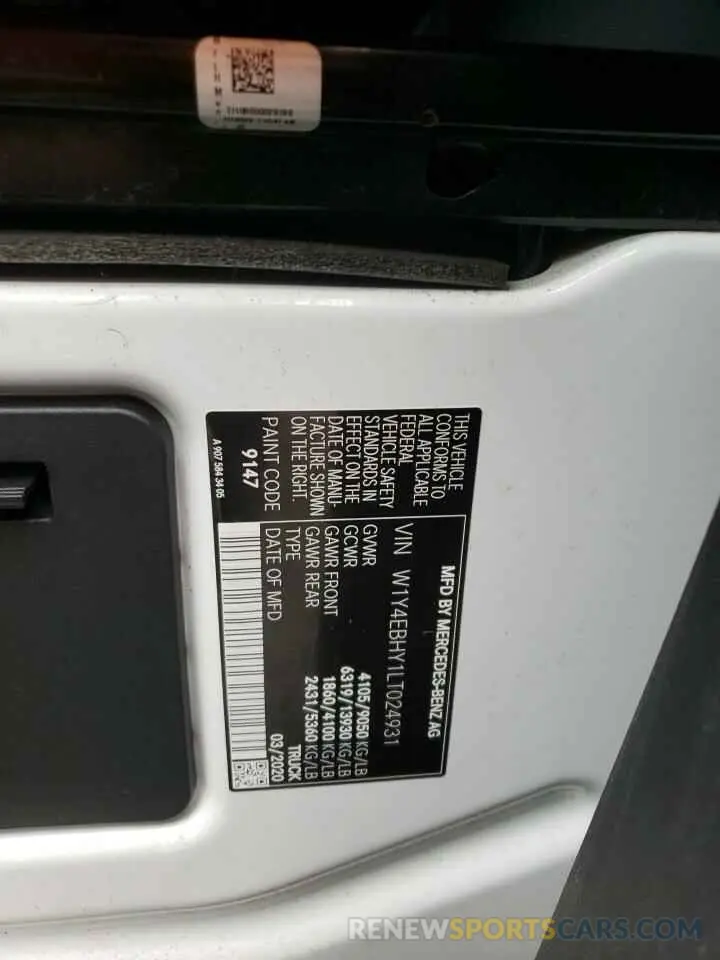 THIS VEHICLE
CONFORMS TO
ALL APPLICABLE
FEDERAL
VEHICLE SAFETY
STANDARDS IN
EFFECT ON THE
DATE OF MANU-
FACTURE SHOWN
ON THE RIGHT.
PAINT CODE
9147
A 907 584 34 05
MFD BY MERCEDES-BENZ AG
VIN W1Y4EBHY1LT024931
GVWR 4105/9050 KG/LB
GCWR 6319/13930 KG/LB
GAWR FRONT 1860/4100 KG/LB
GAWR REAR 2431/5360 KG/LB
TYPE TRUCK
DATE OF MFD 03/2020
RENEWSPORTSCARS.COM